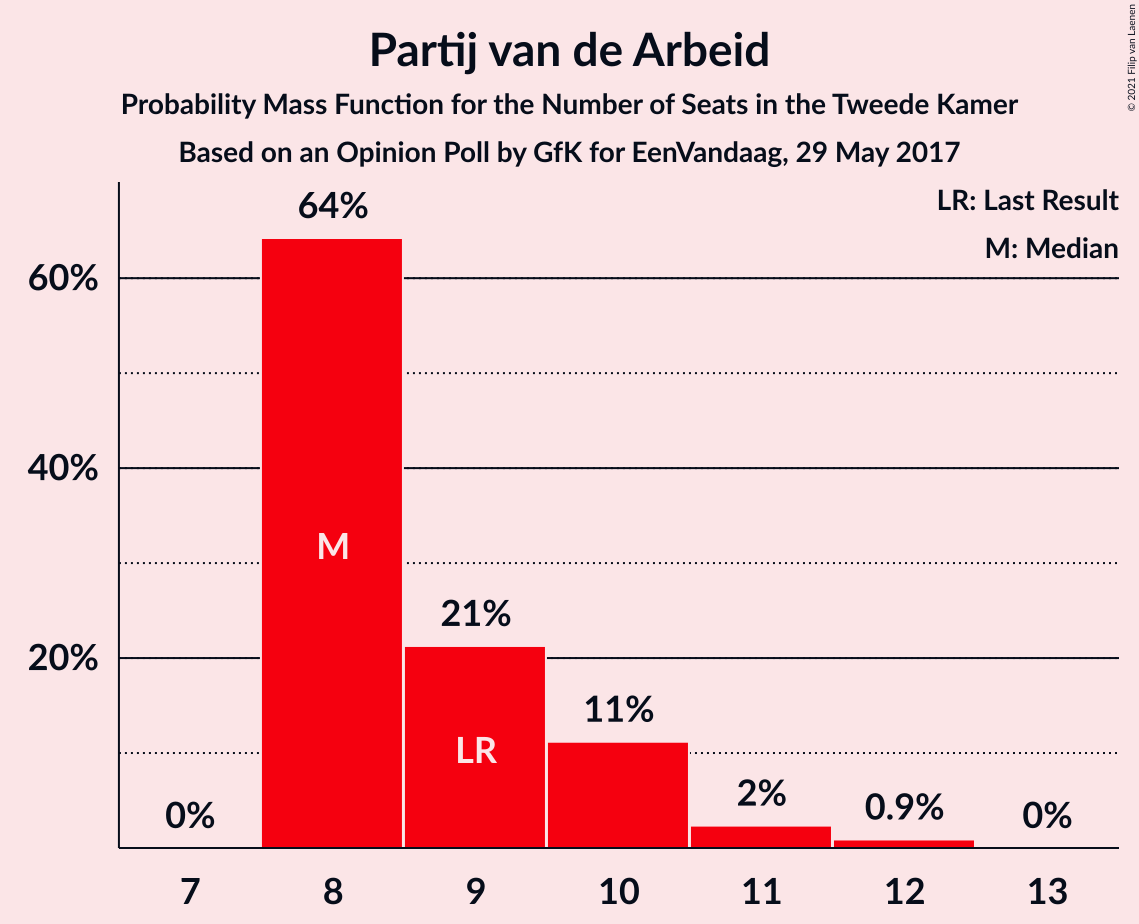 Partij van de Arbeid
Probability Mass Function for the Number of Seats in the Tweede Kamer
Based on an Opinion Poll by GfK for EenVandaag, 29 May 2017
© 2021 Filip van Laenen
LR: Last Result
M: Median
60%
40%
20%
0%
64%
M
21%
LR
11%
2%
0.9%
0%
7 8 9 10 11 12 13